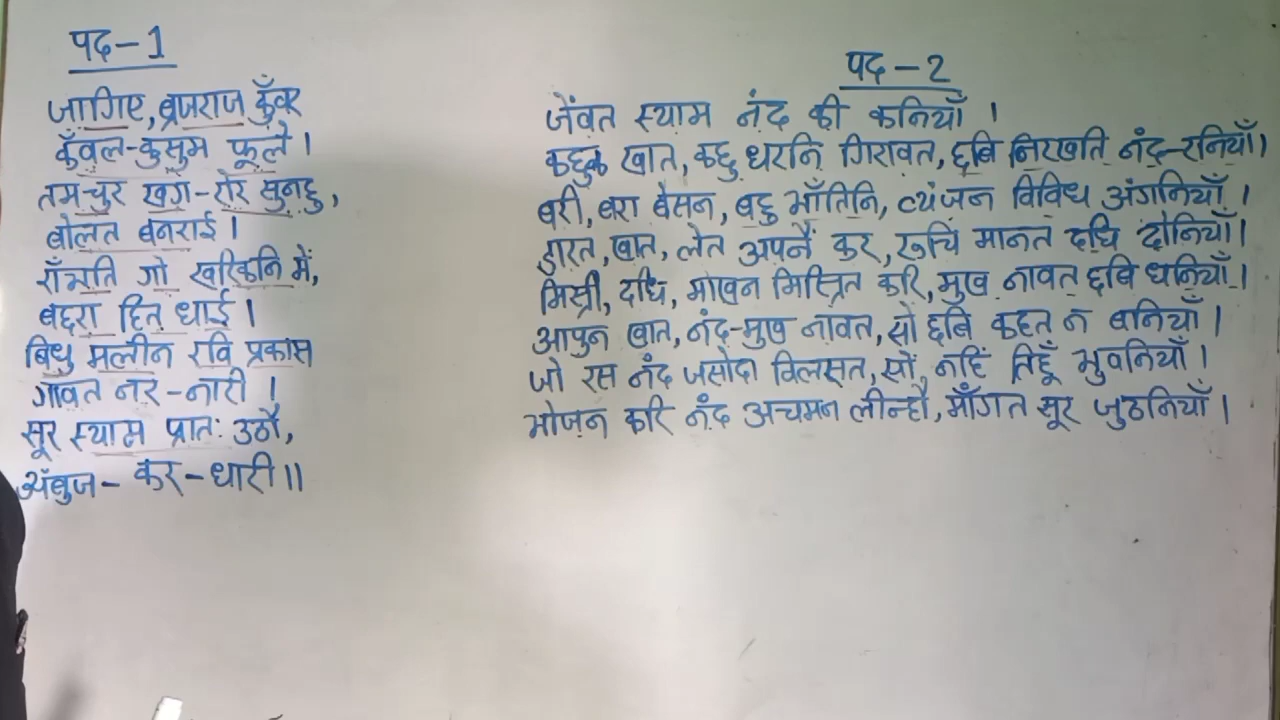 पद-1
जागिए, ब्रजराज कुँवर
कँवल-कुसुम फूले।
तमचुर खग-रोर सुनहु,
बोलत बनराई।
राँभति गो खरिकनि में,
बछरा हित धाई।
बिधु मलीन रवि प्रकास
गावत नर-नारी।
सूर स्याम प्रातः उठौ,
अंबुज-कर-धारी॥
पद-2
जेंवत स्याम नंद की कनियाँ।
कछुक खात, कछु धरनि गिरावत, छबि निरखति नंद-रनियाँ।
बरी, बरा बेसन, बहु भाँतिनि, व्यंजन विविध अंगनियाँ।
डारत, खात, लेत अपनैं कर, रुचि मानत दधि दोनियाँ।
मिस्री, दधि, माखन मिस्रित करि, मुख नावत छबि धनियाँ।
आपुन खात, नंद-मुख नावत, सो छबि कहत न बनियाँ।
जो रस नंद जसोदा विलसत, सो नहिं तिहूँ भुवनियाँ।
भोजन करि नंद अचमन लीन्हौ, माँगत सूर जुठनियाँ।